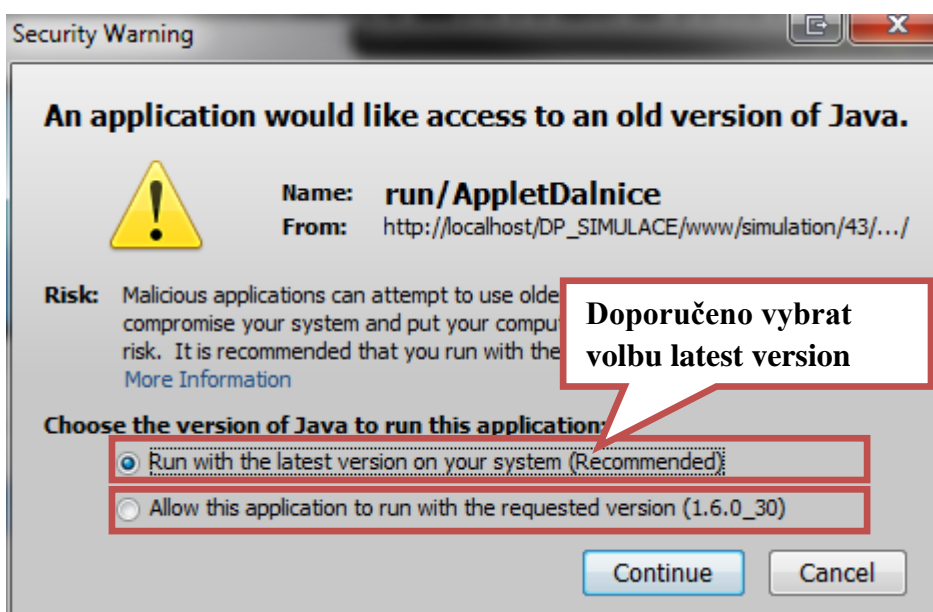 Security Warning
An application would like access to an old version of Java.
Name: run/AppletDalnice
From: http://localhost/DP_SIMULACE/www/simulation/43/.../
Risk: Malicious applications can attempt to use olde
compromise your system and put your compu
risk. It is recommended that you run with the
More Information
Doporučeno vybrat
volbu latest version
Choose the version of Java to run this application:
Run with the latest version on your system (Recommended)
Allow this application to run with the requested version (1.6.0_30)
Continue Cancel